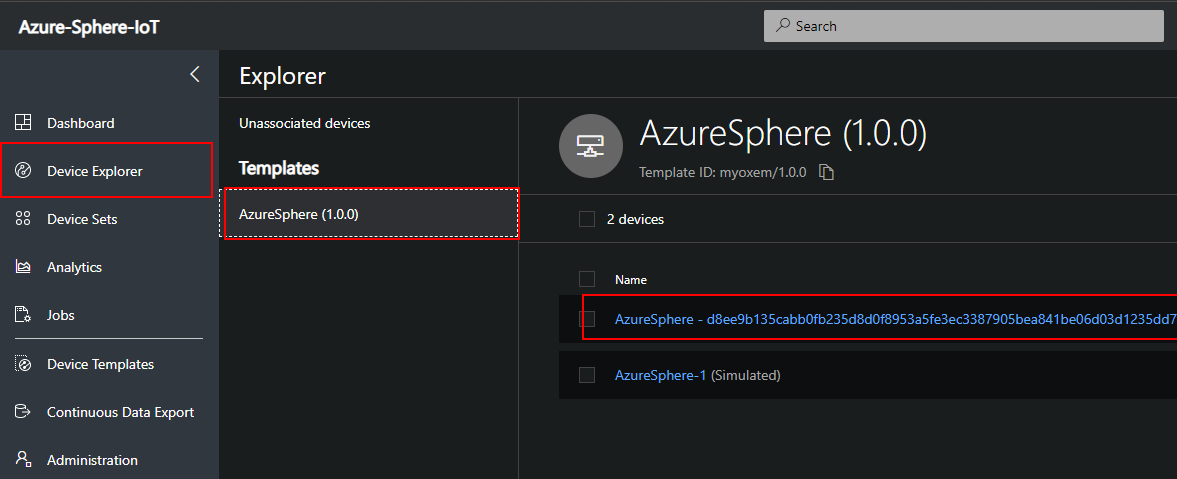 Azure-Sphere-IoT
Search
Dashboard
Device Explorer
Device Sets
Analytics
Jobs
Device Templates
Continuous Data Export
Administration
Explorer
Unassociated devices
Templates
AzureSphere (1.0.0)
AzureSphere (1.0.0)
Template ID: myoxem/1.0.0
2 devices
Name
AzureSphere - d8ee9b135cabb0fb235d8d0f8953a5fe3ec3387905bea841be06d03d1235dd7
AzureSphere-1 (Simulated)